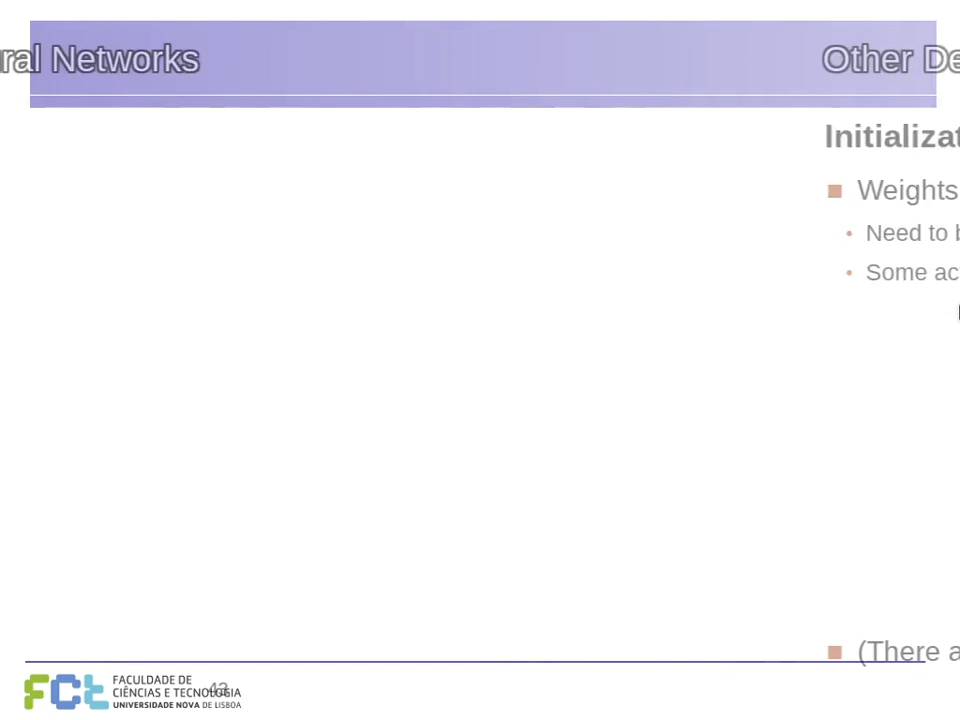 ral Networks
Other De
Initializat
Weights
Need to b
Some ac
(There a
FCt FACULDADE DE
CIÊNCIAS E TECNOLOGIA
UNIVERSIDADE NOVA DE LISBOA